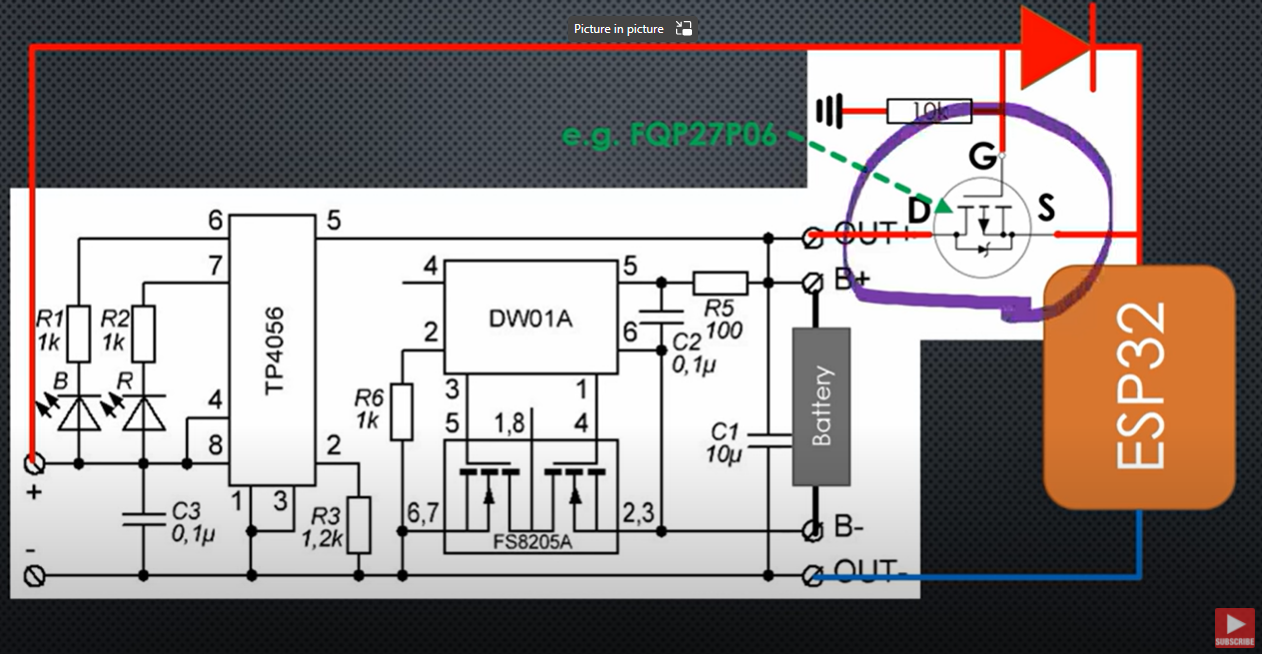 Picture in picture
10k
e.g. FQP27P06
G
D
S
6
5
OUT+
7
4
5
B+
R1
1k
R2
1k
TP4056
DW01A
R5
100
2
6
C2
0,1µ
B
R
3
1
4
R6
1k
5
1,8
4
Battery
ESP32
8
2
C1
10µ
+
1
3
C3
0,1µ
R3
1,2k
6,7
2,3
FS8205A
B-
-
OUT-
SUBSCRIBE